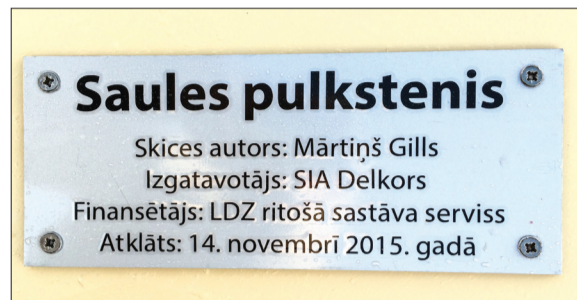 Saules pulkstenis
Skices autors: Mārtiņš Gills
Izgatavotājs: SIA Delkors
Finansētājs: LDZ ritošā sastāva serviss
Atklāts: 14. novembrī 2015. gadā